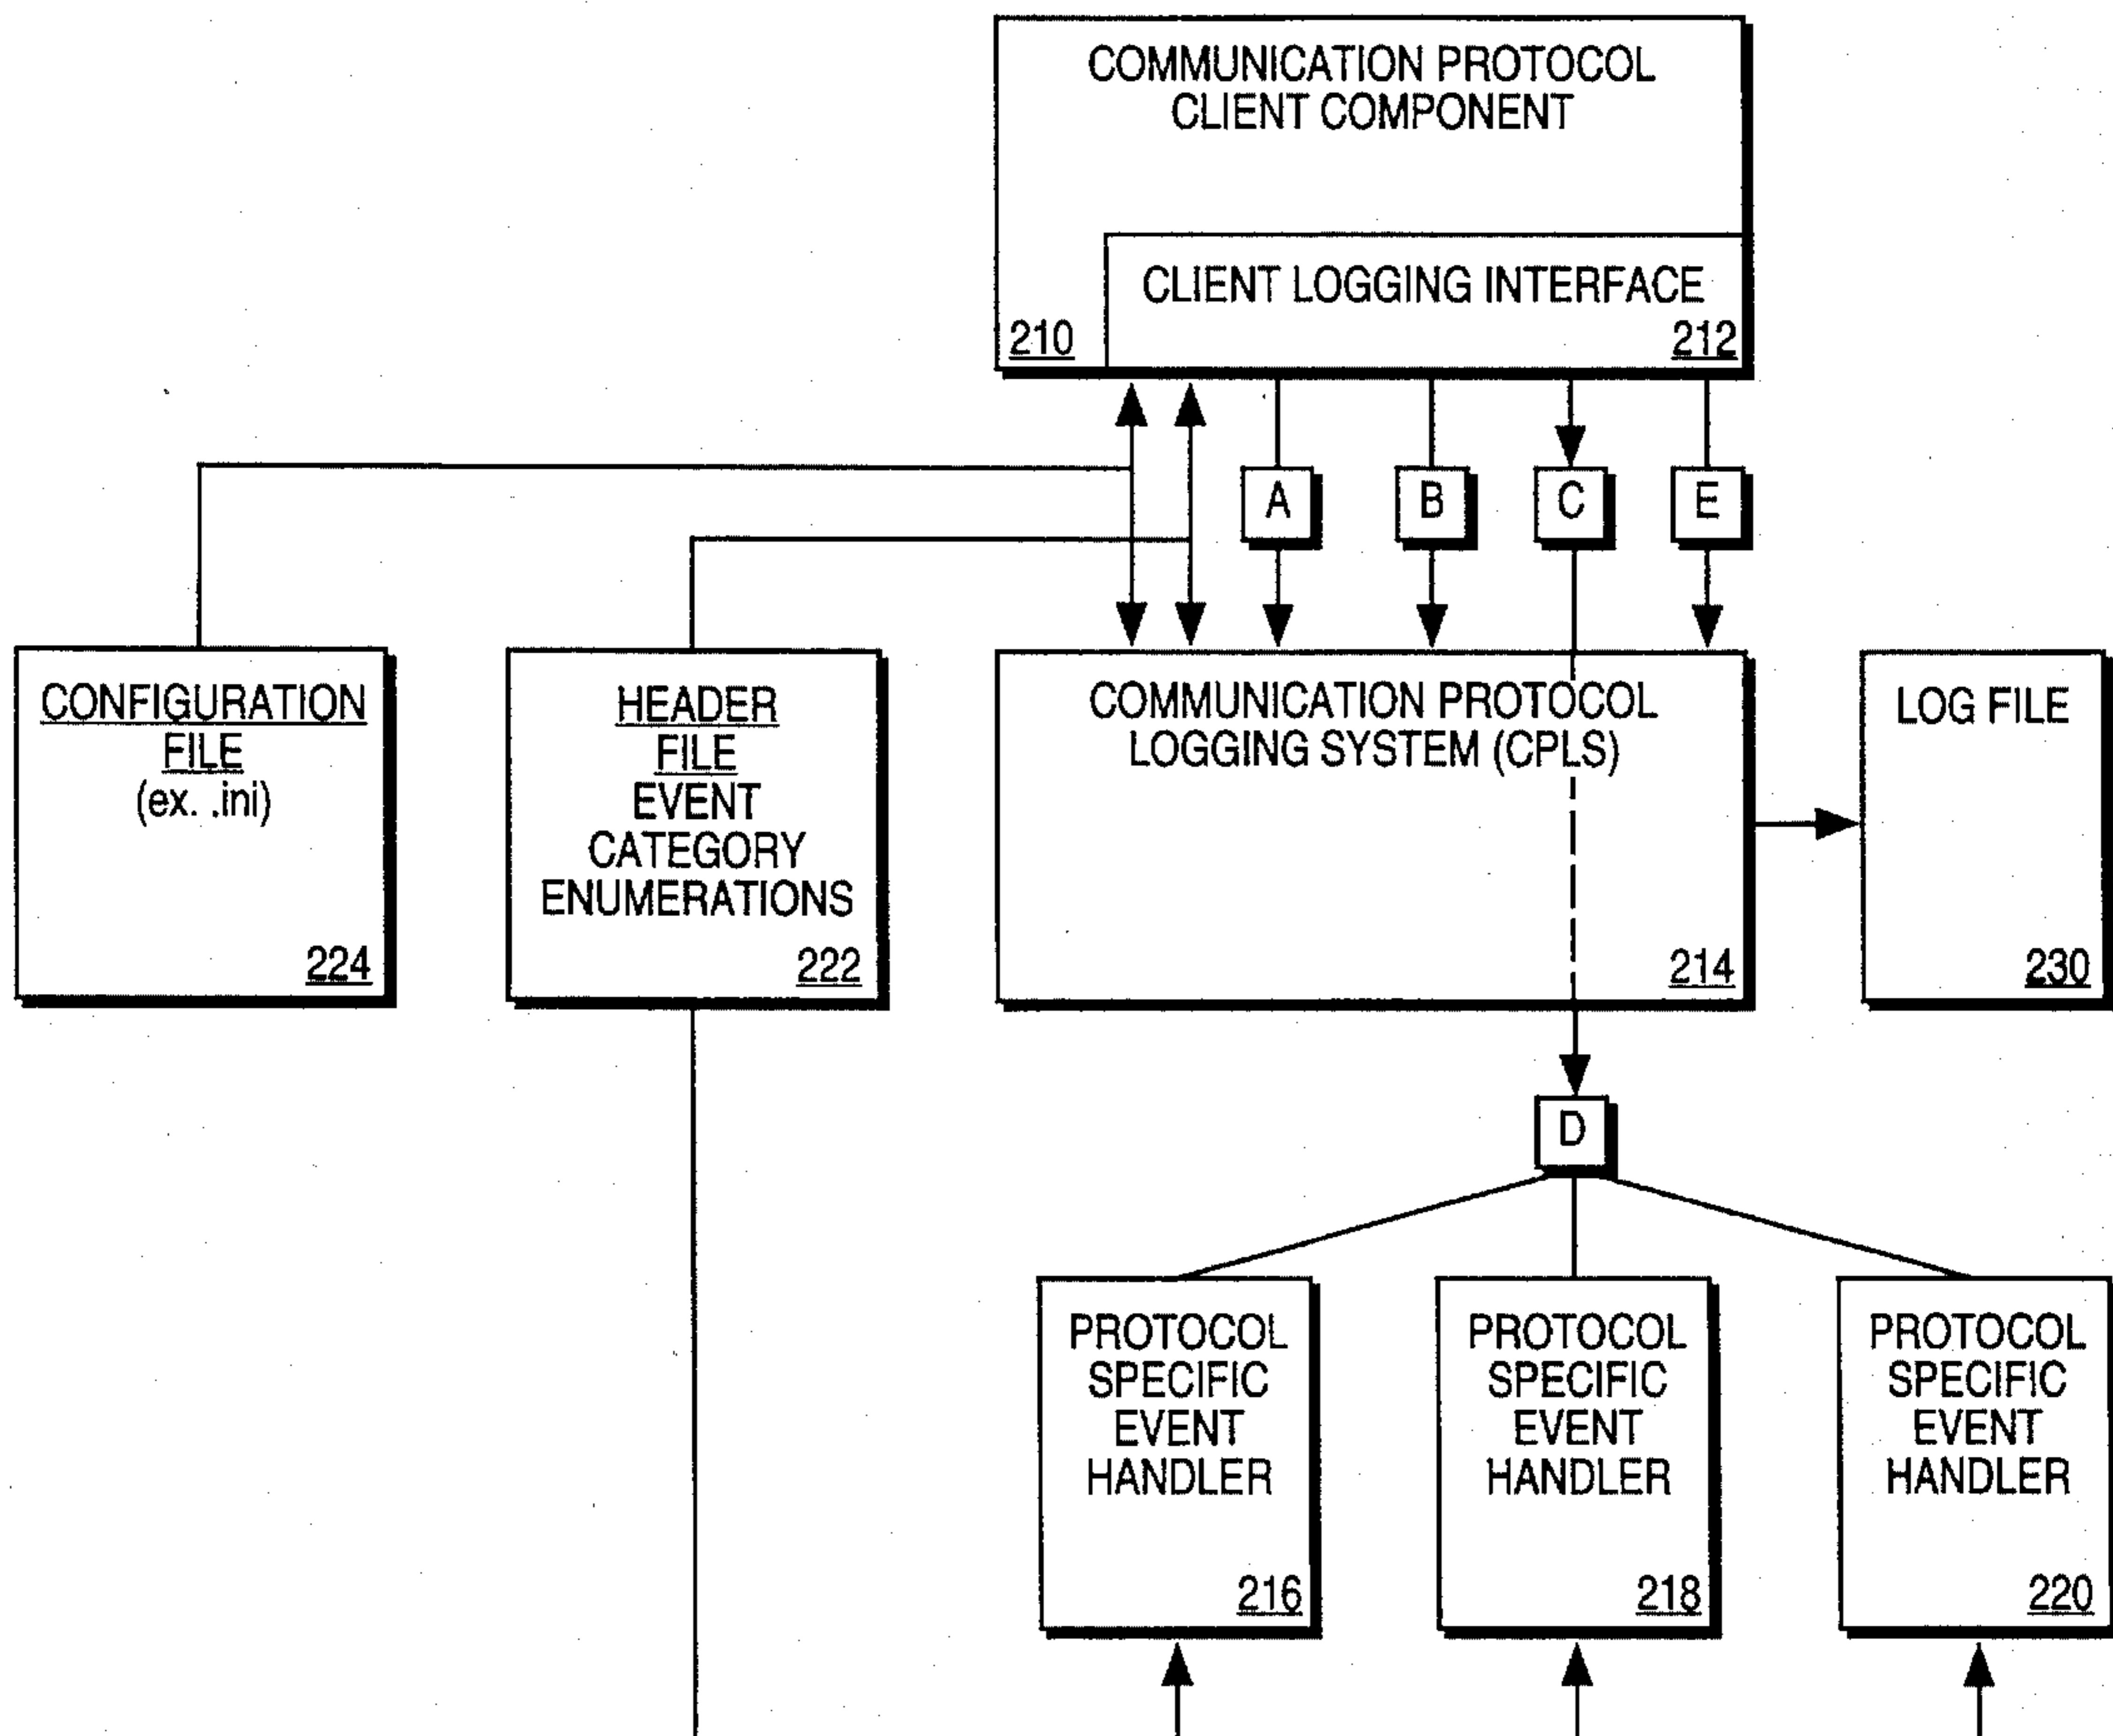 COMMUNICATION PROTOCOL
CLIENT COMPONENT
CLIENT LOGGING INTERFACE
210
212
A
B
C
E
CONFIGURATION
FILE
(ex. .ini)
224
HEADER
FILE
EVENT
CATEGORY
ENUMERATIONS
222
COMMUNICATION PROTOCOL
LOGGING SYSTEM (CPLS)
214
LOG FILE
230
D
PROTOCOL
SPECIFIC
EVENT
HANDLER
216
PROTOCOL
SPECIFIC
EVENT
HANDLER
218
PROTOCOL
SPECIFIC
EVENT
HANDLER
220